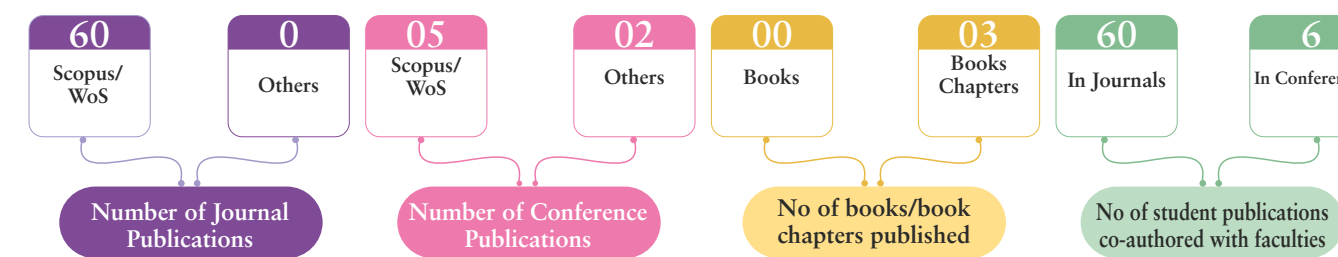 60
Scopus/
WoS
0
Others
Number of Journal
Publications
05
Scopus/
WoS
02
Others
Number of Conference
Publications
00
Books
03
Books
Chapters
No of books/book
chapters published
60
In Journals
6
In
No of student publications
co-authored with faculties